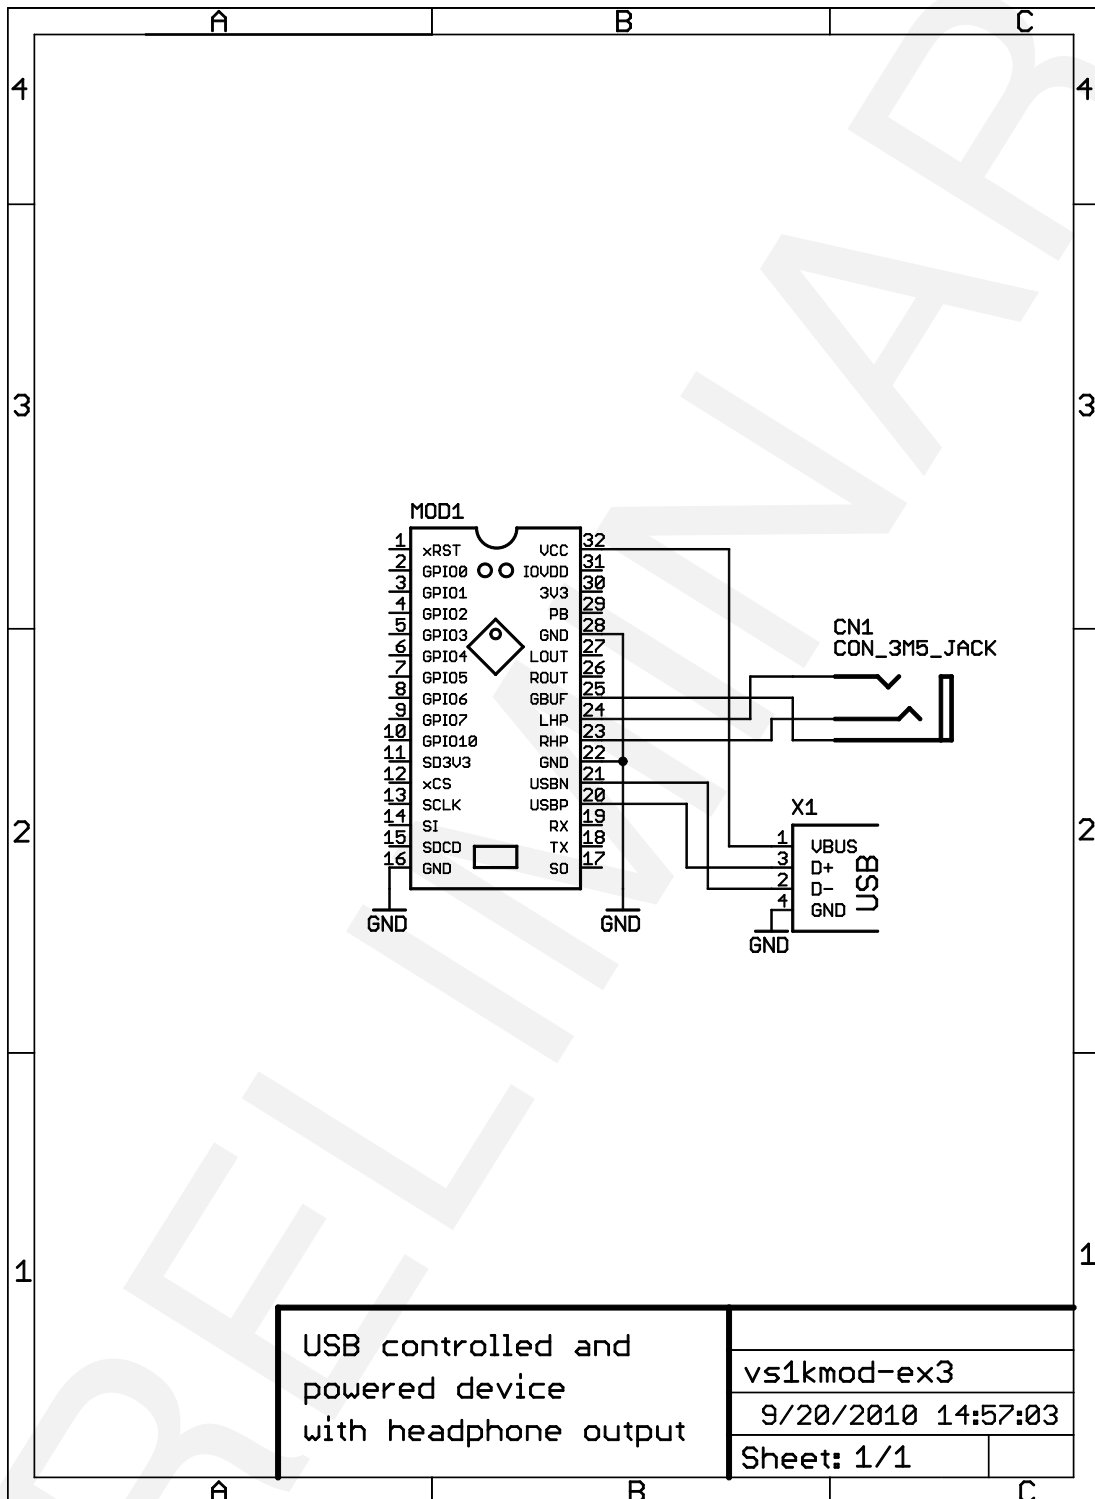 A B C
4 4
3 3
MOD1
1 xRST VCC 32
2 GPIO0 IOVDD 31
3 GPIO1 3V3 30
4 GPIO2 PB 29
5 GPIO3 GND 28
6 GPIO4 LOUT 27
7 GPIO5 ROUT 26
8 GPIO6 GBUF 25
9 GPIO7 LHP 24
10 GPIO10 RHP 23
11 SD3V3 GND 22
12 xCS USBN 21
13 SCLK USBP 20
14 SI RX 19
15 SDCD TX 18
16 GND SO 17
GND GND
CN1
CON_3M5_JACK
2 2
X1
1 VBUS
3 D+
2 D-
4 GND
USB
GND
1 1
USB controlled and
powered device
with headphone output
vs1kmod-ex3
9/20/2010 14:57:03
Sheet: 1/1
A B C
RELIMINAR